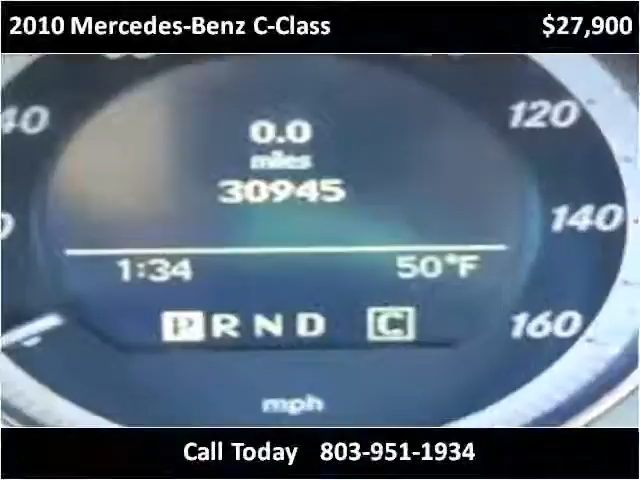 2010 Mercedes-Benz C-Class $27,900
40 0.0 120
miles
30945
140
1:34 50°F
P R N D C 160
mph
Call Today 803-951-1934